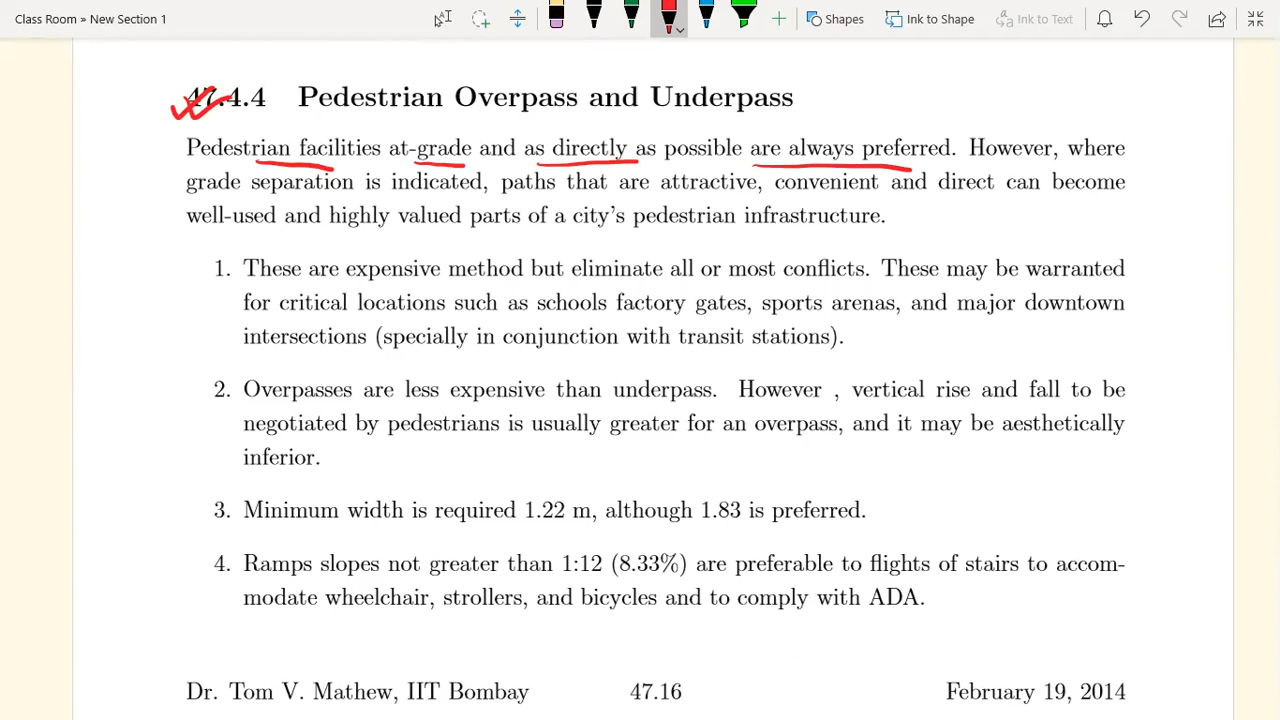 Class Room » New Section 1
Shapes
Ink to Shape
Ink to Text
47.4.4 Pedestrian Overpass and Underpass
Pedestrian facilities at-grade and as directly as possible are always preferred. However, where
grade separation is indicated, paths that are attractive, convenient and direct can become
well-used and highly valued parts of a city's pedestrian infrastructure.
1. These are expensive method but eliminate all or most conflicts. These may be warranted
for critical locations such as schools factory gates, sports arenas, and major downtown
intersections (specially in conjunction with transit stations).
2. Overpasses are less expensive than underpass. However , vertical rise and fall to be
negotiated by pedestrians is usually greater for an overpass, and it may be aesthetically
inferior.
3. Minimum width is required 1.22 m, although 1.83 is preferred.
4. Ramps slopes not greater than 1:12 (8.33%) are preferable to flights of stairs to accom-
modate wheelchair, strollers, and bicycles and to comply with ADA.
Dr. Tom V. Mathew, IIT Bombay 47.16 February 19, 2014